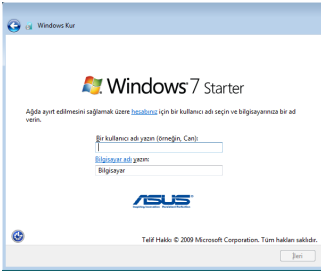 Windows Kur
Windows 7 Starter
Ağda ayırt edilmesini sağlamak üzere hesabınız için bir kullanıcı adı seçin ve bilgisayarınıza bir ad
verin.
Bir kullanıcı adı yazın (örneğin, Can):
Bilgisayar adı yazın:
Bilgisayar
ASUS
Telif Hakkı © 2009 Microsoft Corporation. Tüm hakları saklıdır.
İleri